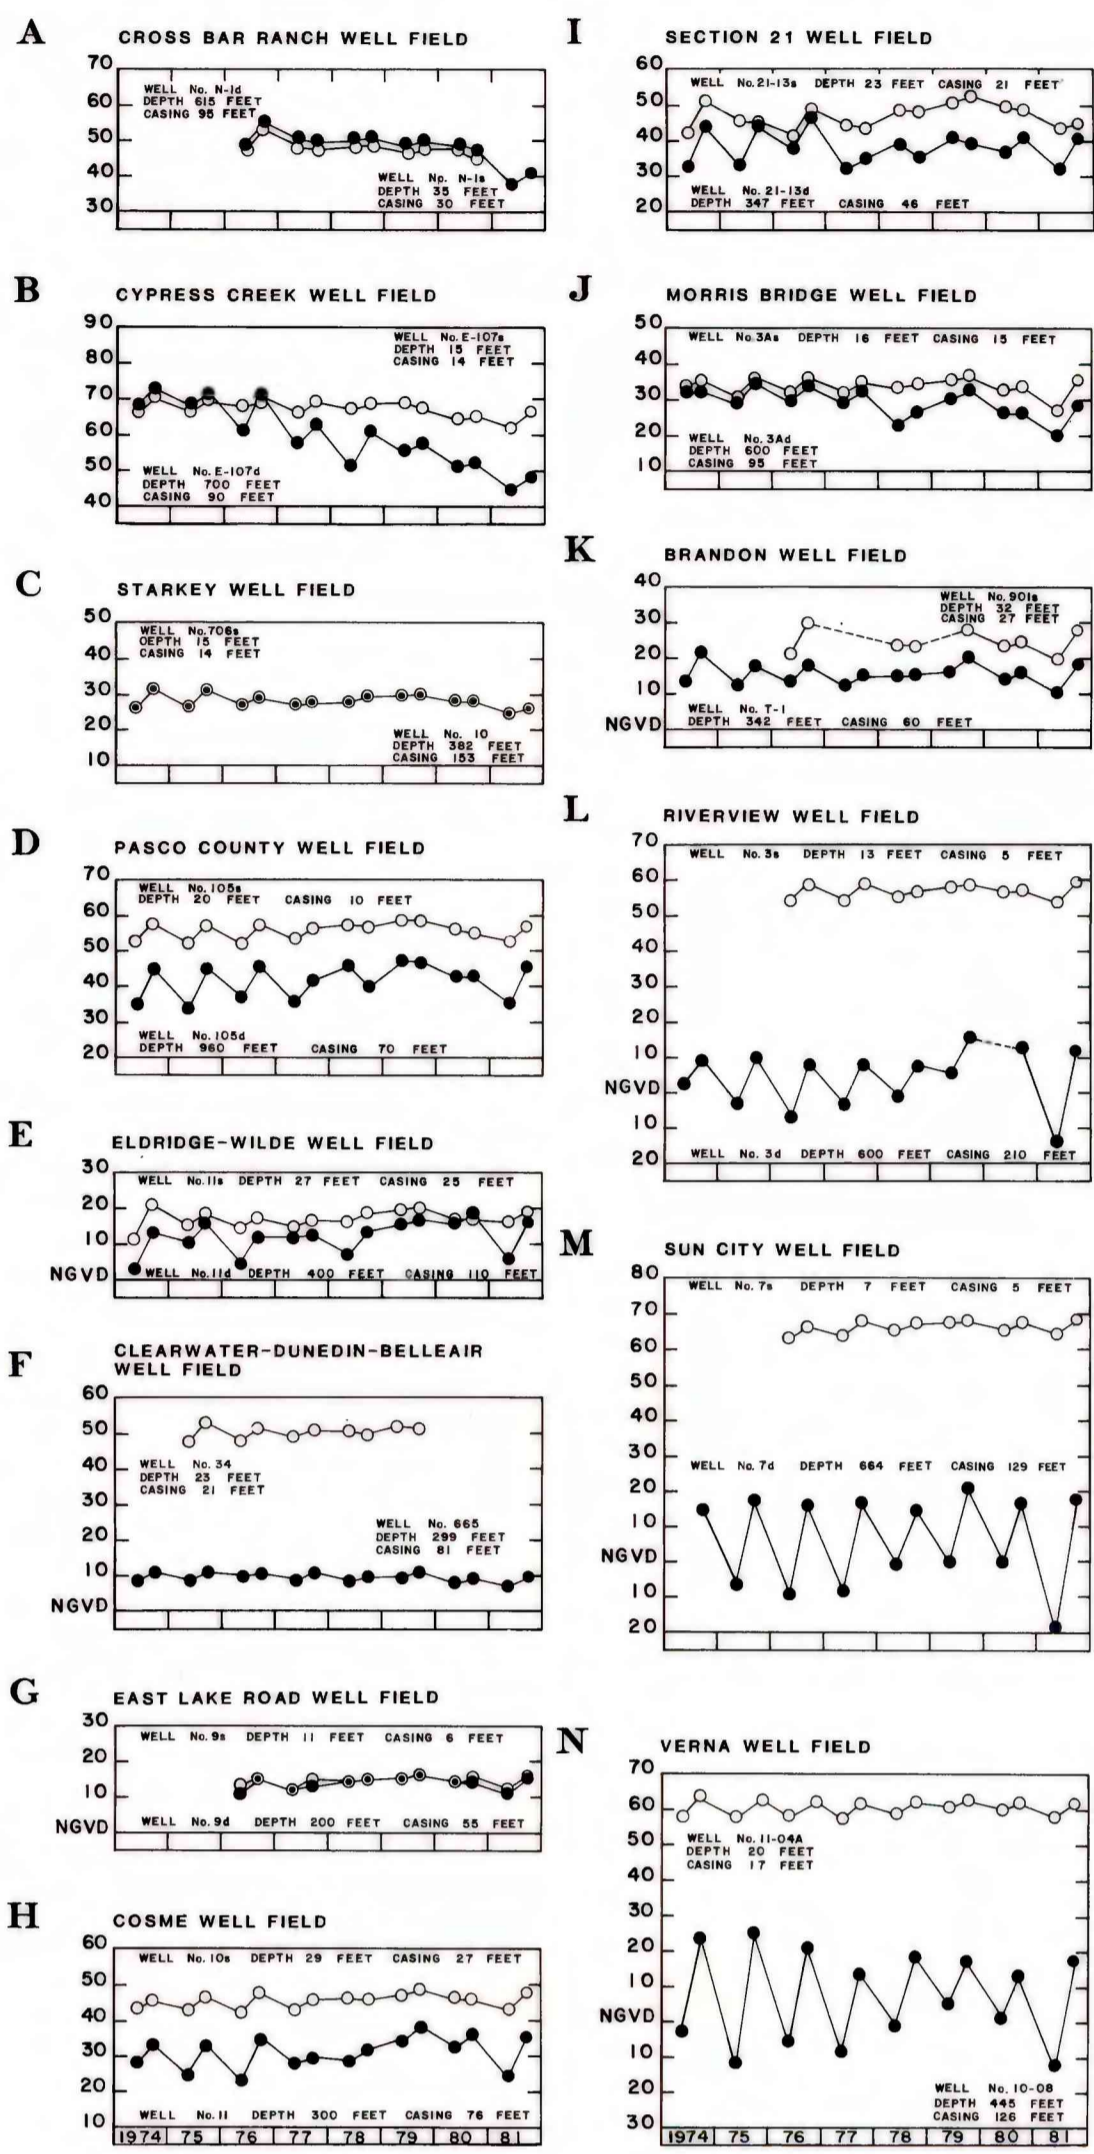 A
CROSS BAR RANCH WELL FIELD
70
60
50
40
30
WELL No. N-1d
DEPTH 615 FEET
CASING 95 FEET
WELL No. N-1s
DEPTH 35 FEET
CASING 30 FEET
B
CYPRESS CREEK WELL FIELD
90
80
70
60
50
40
WELL No. E-107s
DEPTH 15 FEET
CASING 14 FEET
WELL No. E-107d
DEPTH 700 FEET
CASING 90 FEET
C
STARKEY WELL FIELD
50
40
30
20
10
WELL No. 706s
DEPTH 15 FEET
CASING 14 FEET
WELL No. 10
DEPTH 382 FEET
CASING 153 FEET
D
PASCO COUNTY WELL FIELD
70
60
50
40
30
20
WELL No. 105s
DEPTH 20 FEET CASING 10 FEET
WELL No. 105d
DEPTH 960 FEET CASING 70 FEET
E
ELDRIDGE-WILDE WELL FIELD
30
20
10
NGVD
WELL No. 11s DEPTH 27 FEET CASING 25 FEET
WELL No. 11d DEPTH 400 FEET CASING 110 FEET
F
CLEARWATER-DUNEDIN-BELLEAIR
WELL FIELD
60
50
40
30
20
10
NGVD
WELL No. 34
DEPTH 23 FEET
CASING 21 FEET
WELL No. 665
DEPTH 299 FEET
CASING 81 FEET
G
EAST LAKE ROAD WELL FIELD
30
20
10
NGVD
WELL No. 9s DEPTH 11 FEET CASING 6 FEET
WELL No. 9d DEPTH 200 FEET CASING 55 FEET
H
COSME WELL FIELD
60
50
40
30
20
10
WELL No. 10s DEPTH 29 FEET CASING 27 FEET
WELL No. 11 DEPTH 300 FEET CASING 76 FEET
1974 75 76 77 78 79 80 81
I
SECTION 21 WELL FIELD
60
50
40
30
20
WELL No. 21-13s DEPTH 23 FEET CASING 21 FEET
WELL No. 21-13d
DEPTH 347 FEET CASING 46 FEET
J
MORRIS BRIDGE WELL FIELD
50
40
30
20
10
WELL No. 3As DEPTH 16 FEET CASING 15 FEET
WELL No. 3Ad
DEPTH 600 FEET
CASING 95 FEET
K
BRANDON WELL FIELD
40
30
20
10
NGVD
WELL No. 901s
DEPTH 32 FEET
CASING 27 FEET
WELL No. T-1
DEPTH 342 FEET CASING 60 FEET
L
RIVERVIEW WELL FIELD
70
60
50
40
30
20
10
NGVD
10
20
WELL No. 3s DEPTH 13 FEET CASING 5 FEET
WELL No. 3d DEPTH 600 FEET CASING 210 FEET
M
SUN CITY WELL FIELD
80
70
60
50
40
30
20
10
NGVD
10
20
WELL No. 7s DEPTH 7 FEET CASING 5 FEET
WELL No. 7d DEPTH 664 FEET CASING 129 FEET
N
VERNA WELL FIELD
70
60
50
40
30
20
10
NGVD
10
20
30
WELL No. 11-04A
DEPTH 20 FEET
CASING 17 FEET
WELL No. 10-08
DEPTH 445 FEET
CASING 126 FEET
1974 75 76 77 78 79 80 81